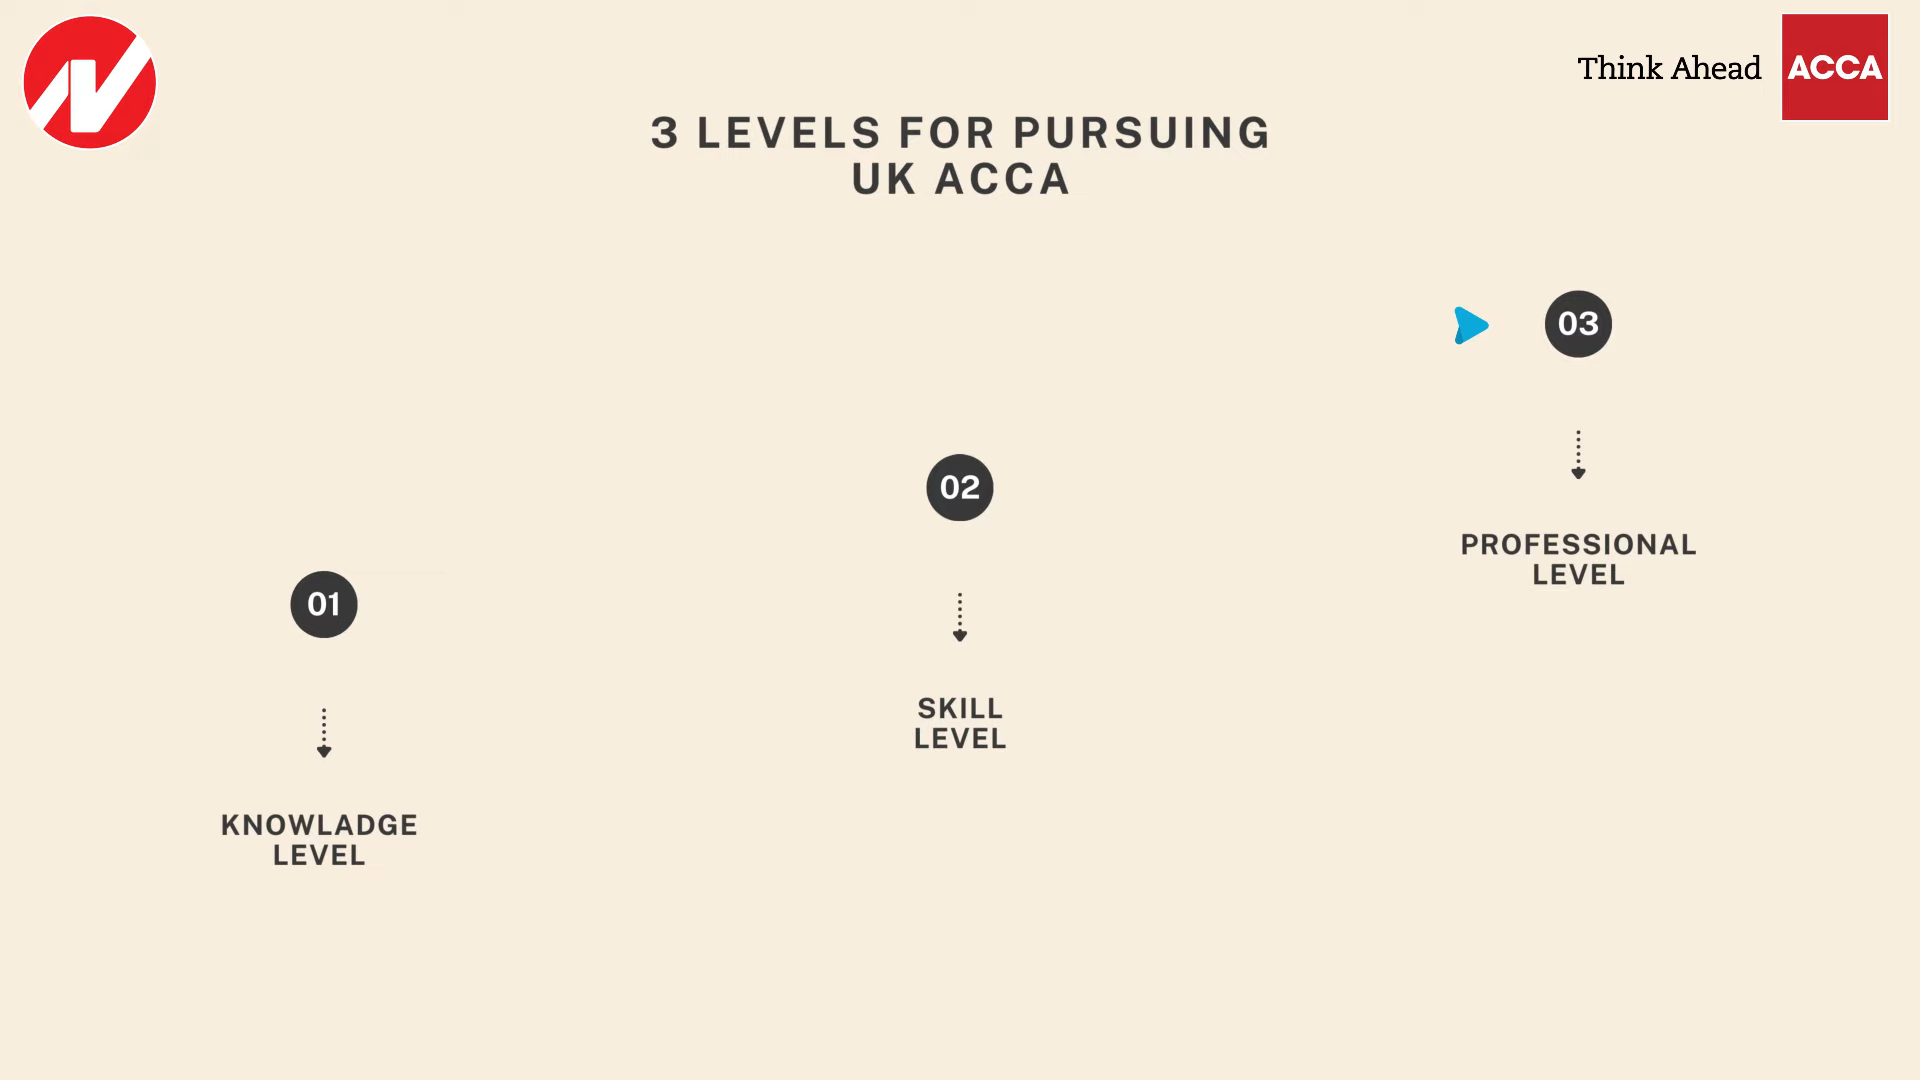 Think Ahead ACCA
3 LEVELS FOR PURSUING
UK ACCA
01
KNOWLADGE
LEVEL
02
SKILL
LEVEL
03
PROFESSIONAL
LEVEL